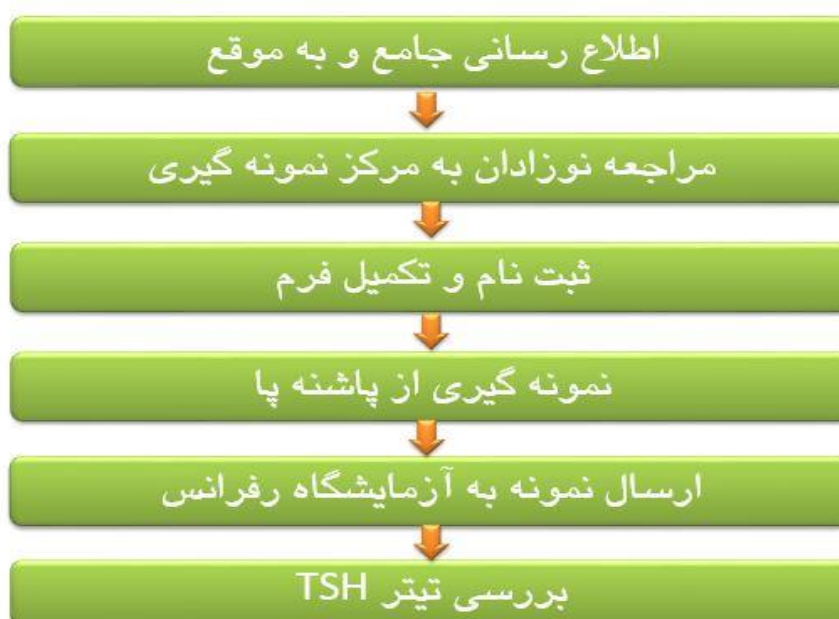 اطلاع رسانی جامع و به موقع
مراجعه نوزادان به مرکز نمونه گیری
ثبت نام و تکمیل فرم
نمونه گیری از پاشنه پا
ارسال نمونه به آزمایشگاه رفرانس
بررسی تیتر TSH